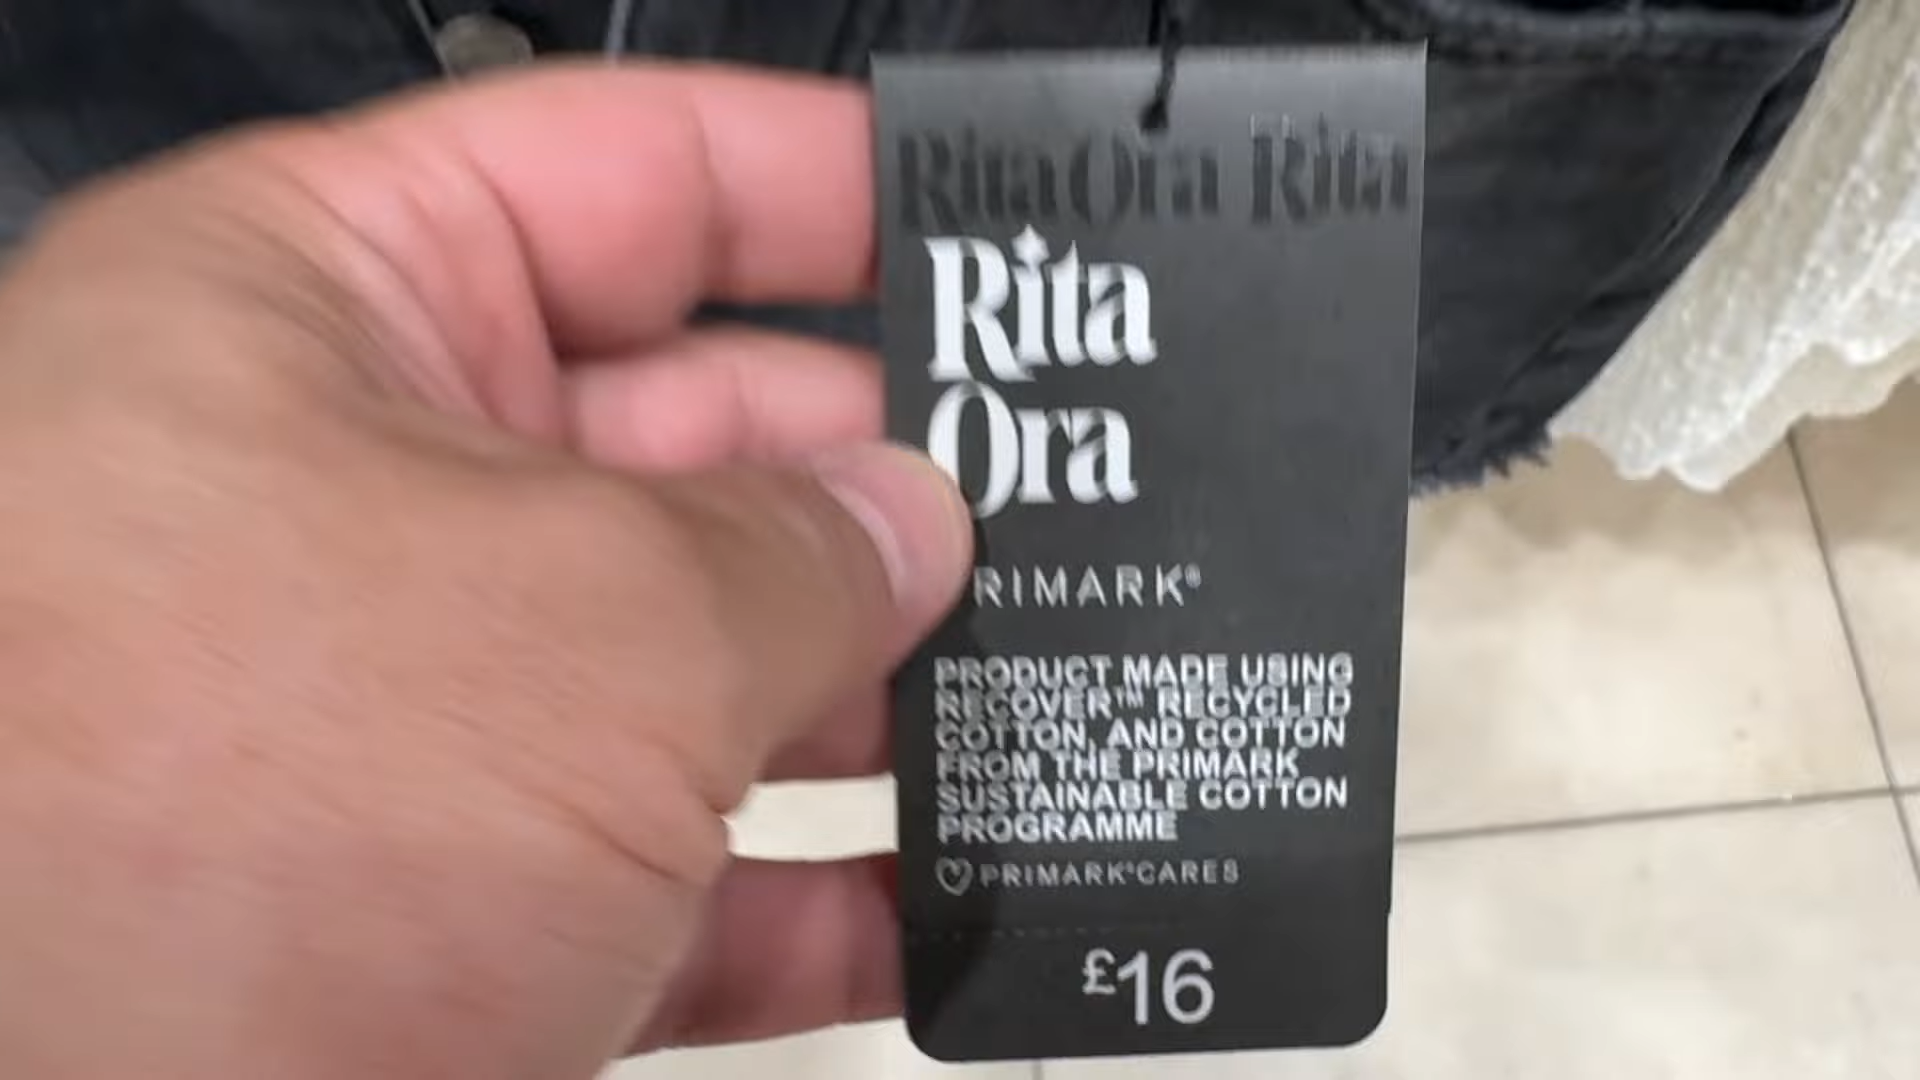 Rita Ora Rita
Rita
Ora
RIMARK®
PRODUCT MADE USING
RECOVER™ RECYCLED
COTTON, AND COTTON
FROM THE PRIMARK
SUSTAINABLE COTTON
PROGRAMME
PRIMARK®CARES
£16